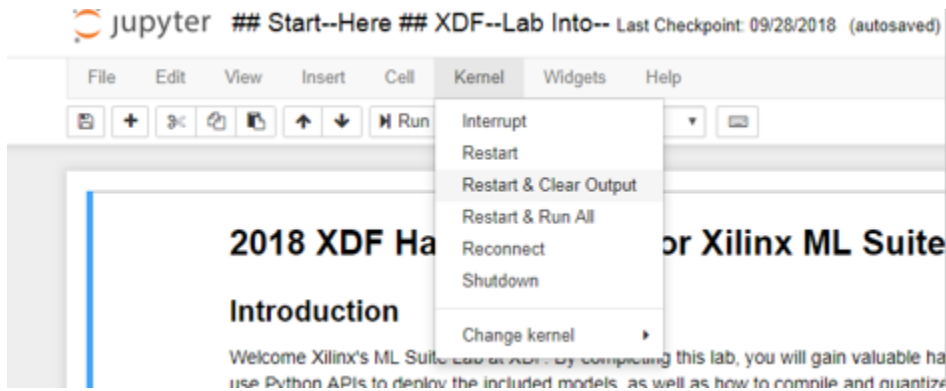 jupyter ## Start--Here ## XDF--Lab Into-- Last Checkpoint: 09/28/2018 (autosaved)
File Edit View Insert Cell Kernel Widgets Help
Run
Interrupt
Restart
Restart & Clear Output
Restart & Run All
Reconnect
Shutdown
Change kernel
2018 XDF Ha or Xilinx ML Suite
Introduction
Welcome Xilinx's ML Suite Lab at XDF. By completing this lab, you will gain valuable ha
use Python APIs to deploy the included models, as well as how to compile and quantize